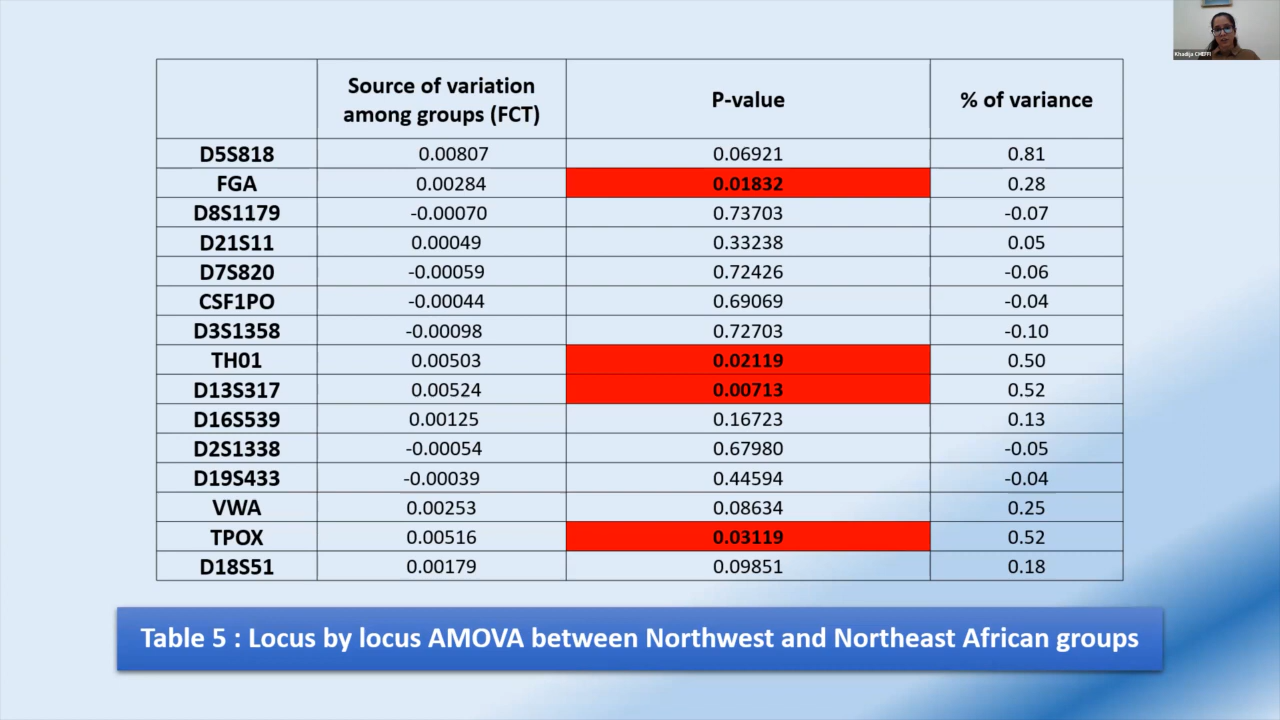 Khadija CHEFFI
Source of variation among groups (FCT) P-value % of variance
D5S818 0.00807 0.06921 0.81
FGA 0.00284 0.01832 0.28
D8S1179 -0.00070 0.73703 -0.07
D21S11 0.00049 0.33238 0.05
D7S820 -0.00059 0.72426 -0.06
CSF1PO -0.00044 0.69069 -0.04
D3S1358 -0.00098 0.72703 -0.10
TH01 0.00503 0.02119 0.50
D13S317 0.00524 0.00713 0.52
D16S539 0.00125 0.16723 0.13
D2S1338 -0.00054 0.67980 -0.05
D19S433 -0.00039 0.44594 -0.04
VWA 0.00253 0.08634 0.25
TPOX 0.00516 0.03119 0.52
D18S51 0.00179 0.09851 0.18
Table 5 : Locus by locus AMOVA between Northwest and Northeast African groups